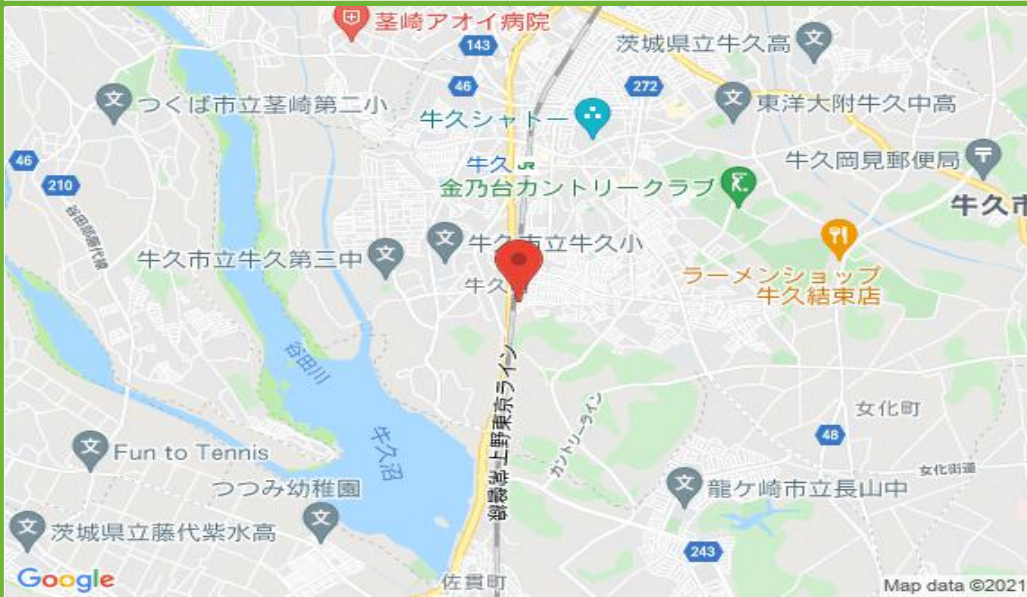 茎崎アオイ病院
143
茨城県立牛久高
46
272
つくば市立茎崎第二小
東洋大附牛久中高
牛久シャトー
46
牛久 JR
牛久岡見郵便局
210
金乃台カントリークラブ
牛久市
谷田部藤代線
牛久市立牛久小
牛久市立牛久第三中
ラーメンショップ
牛久結束店
牛久
谷田川
上野東京ライン
カントリーライン
女化町
48
牛久沼
Fun to Tennis
女化街道
つつみ幼稚園
龍ケ崎市立長山中
茨城県立藤代紫水高
243
佐貫町
Google
Map data ©2021